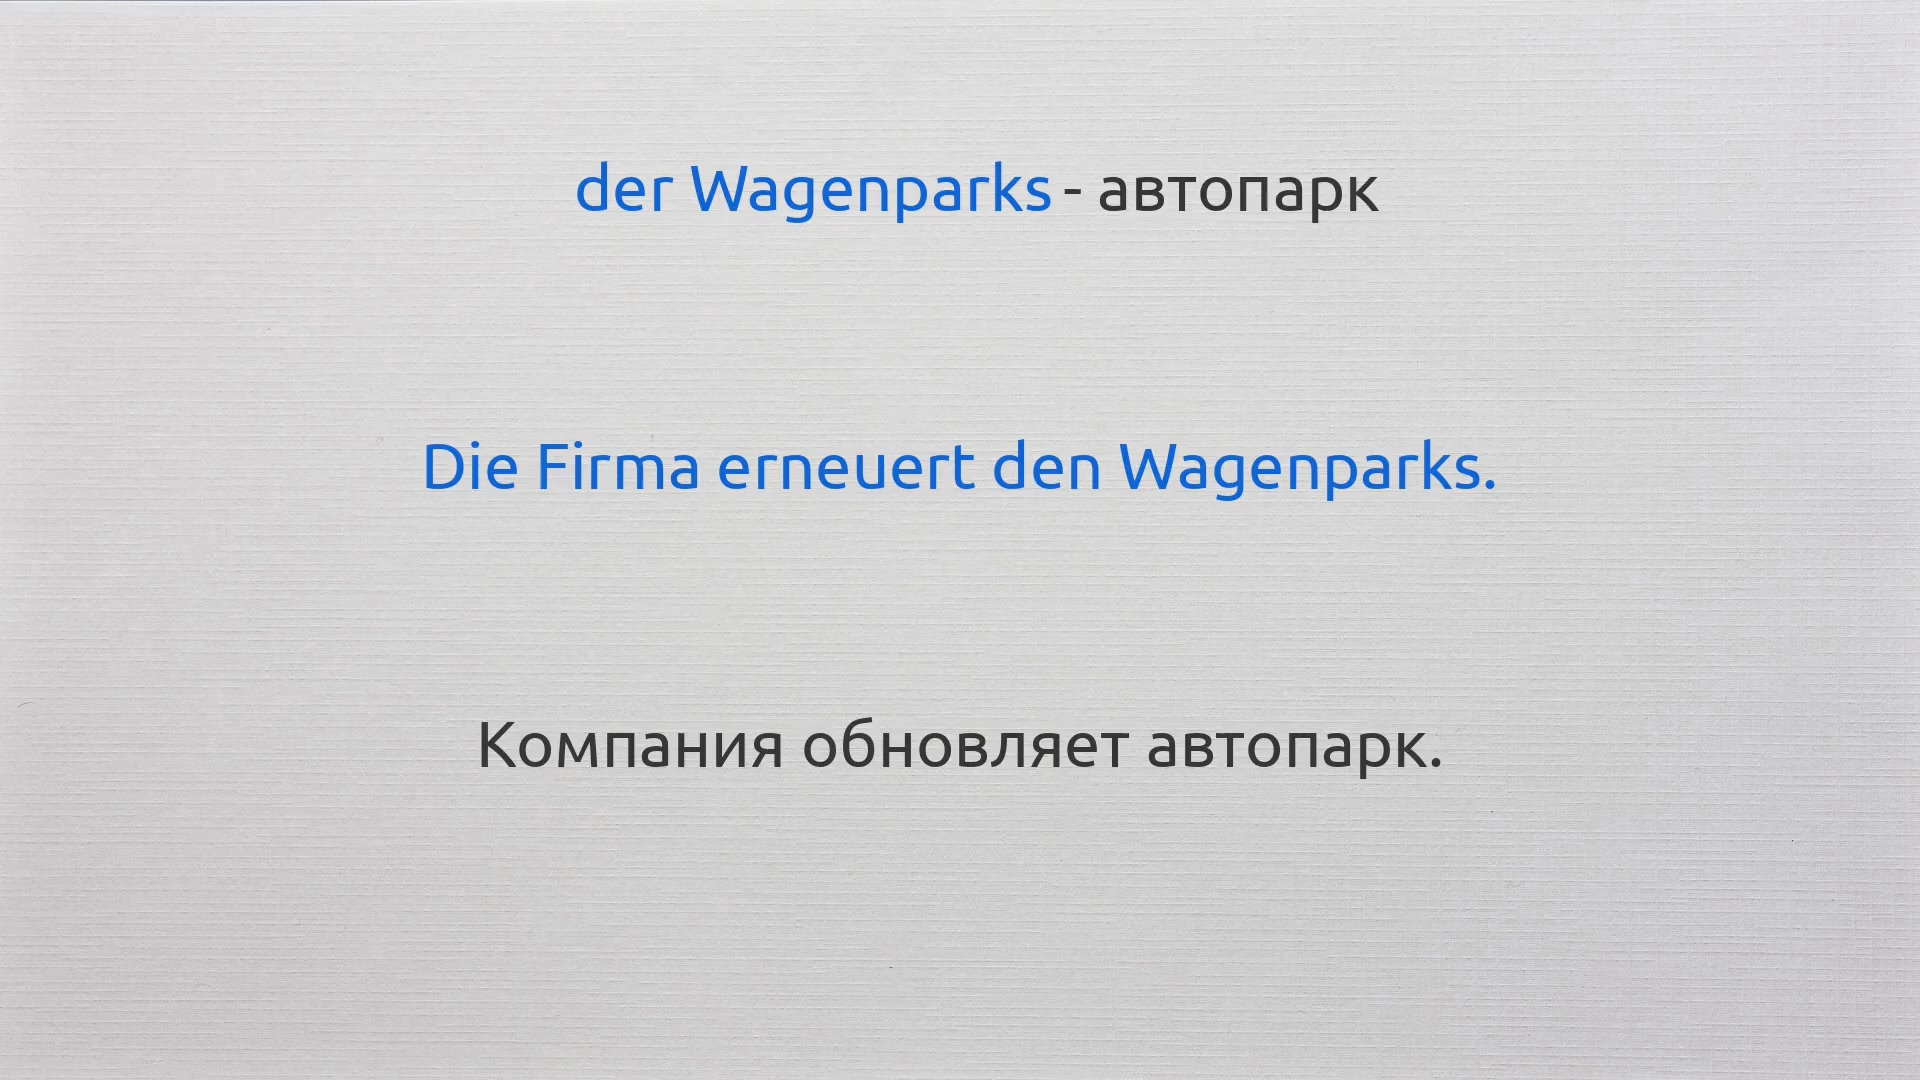 der Wagenparks - автопарк
Die Firma erneuert den Wagenparks.
Компания обновляет автопарк.